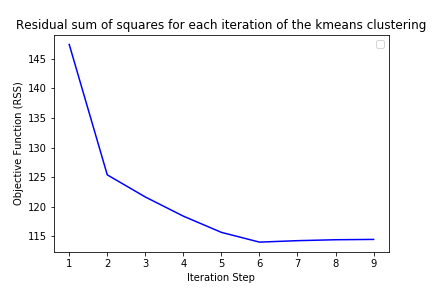 Residual sum of squares for each iteration of the kmeans clustering
145
140
135
130
125
120
115
Objective Function (RSS)
1 2 3 4 5 6 7 8 9
Iteration Step